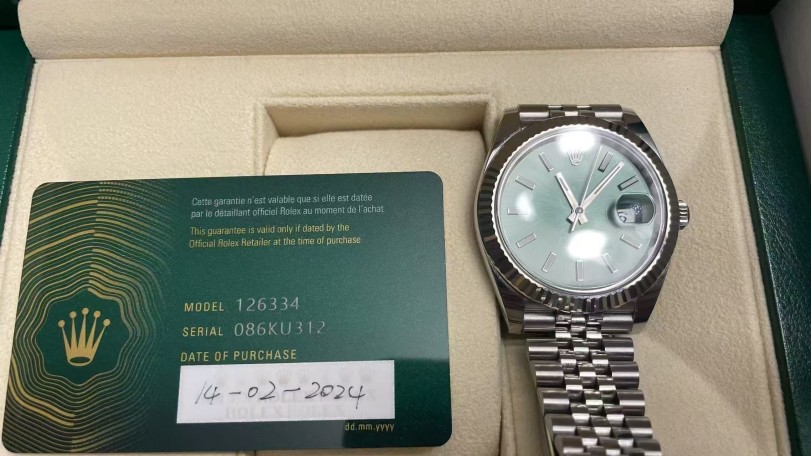 Cette garantie n'est valable que si elle est datée
par le détaillant officiel Rolex au moment de l'achat
This guarantee is valid only if dated by the
Official Rolex Retailer at the time of purchase
MODEL 126334
SERIAL 086KU312
DATE OF PURCHASE
14-02-2024
ROLEX ROLEX
dd.mm.yyyy